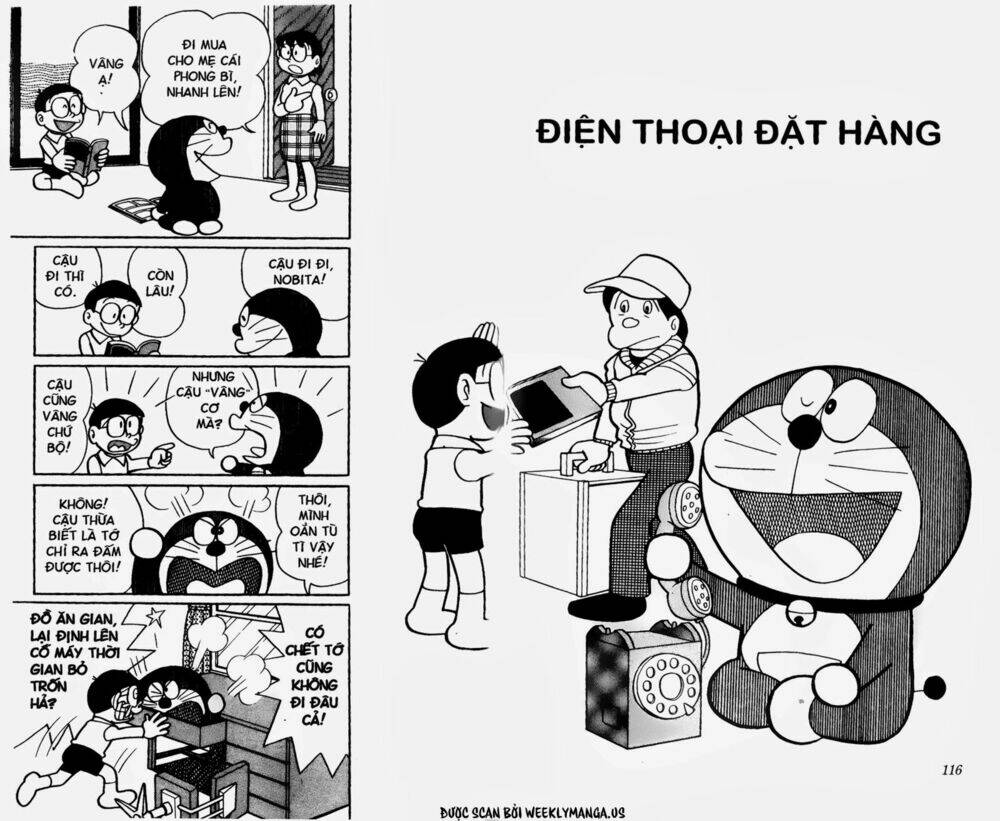 ĐIỆN THOẠI ĐẶT HÀNG
116
ĐI MUA
CHO MẸ CÁI
PHONG BÌ,
NHANH LÊN!
VÂNG
Ạ!
CẬU ĐI ĐI,
NOBITA!
CÒN
LÂU!
CẬU
ĐI THÌ
CÓ.
NHƯNG
CẬU "VÂNG"
CƠ
MÀ?
CẬU
CŨNG
VÂNG
CHỨ
BỘ!
THÔI,
MÌNH
OẲN TÙ
TÌ VẬY
NHÉ!
KHÔNG!
CẬU THỪA
BIẾT LÀ TỚ
CHỈ RA ĐẤM
ĐƯỢC THÔI!
CÓ
CHẾT TỚ
CŨNG
KHÔNG
ĐI ĐÂU
CẢ!
ĐỒ ĂN GIAN,
LẠI ĐỊNH LÊN
CỖ MÁY THỜI
GIAN BỎ
TRỐN
HẢ?
ĐƯỢC SCAN BỞI WEEKLYMANGA.US